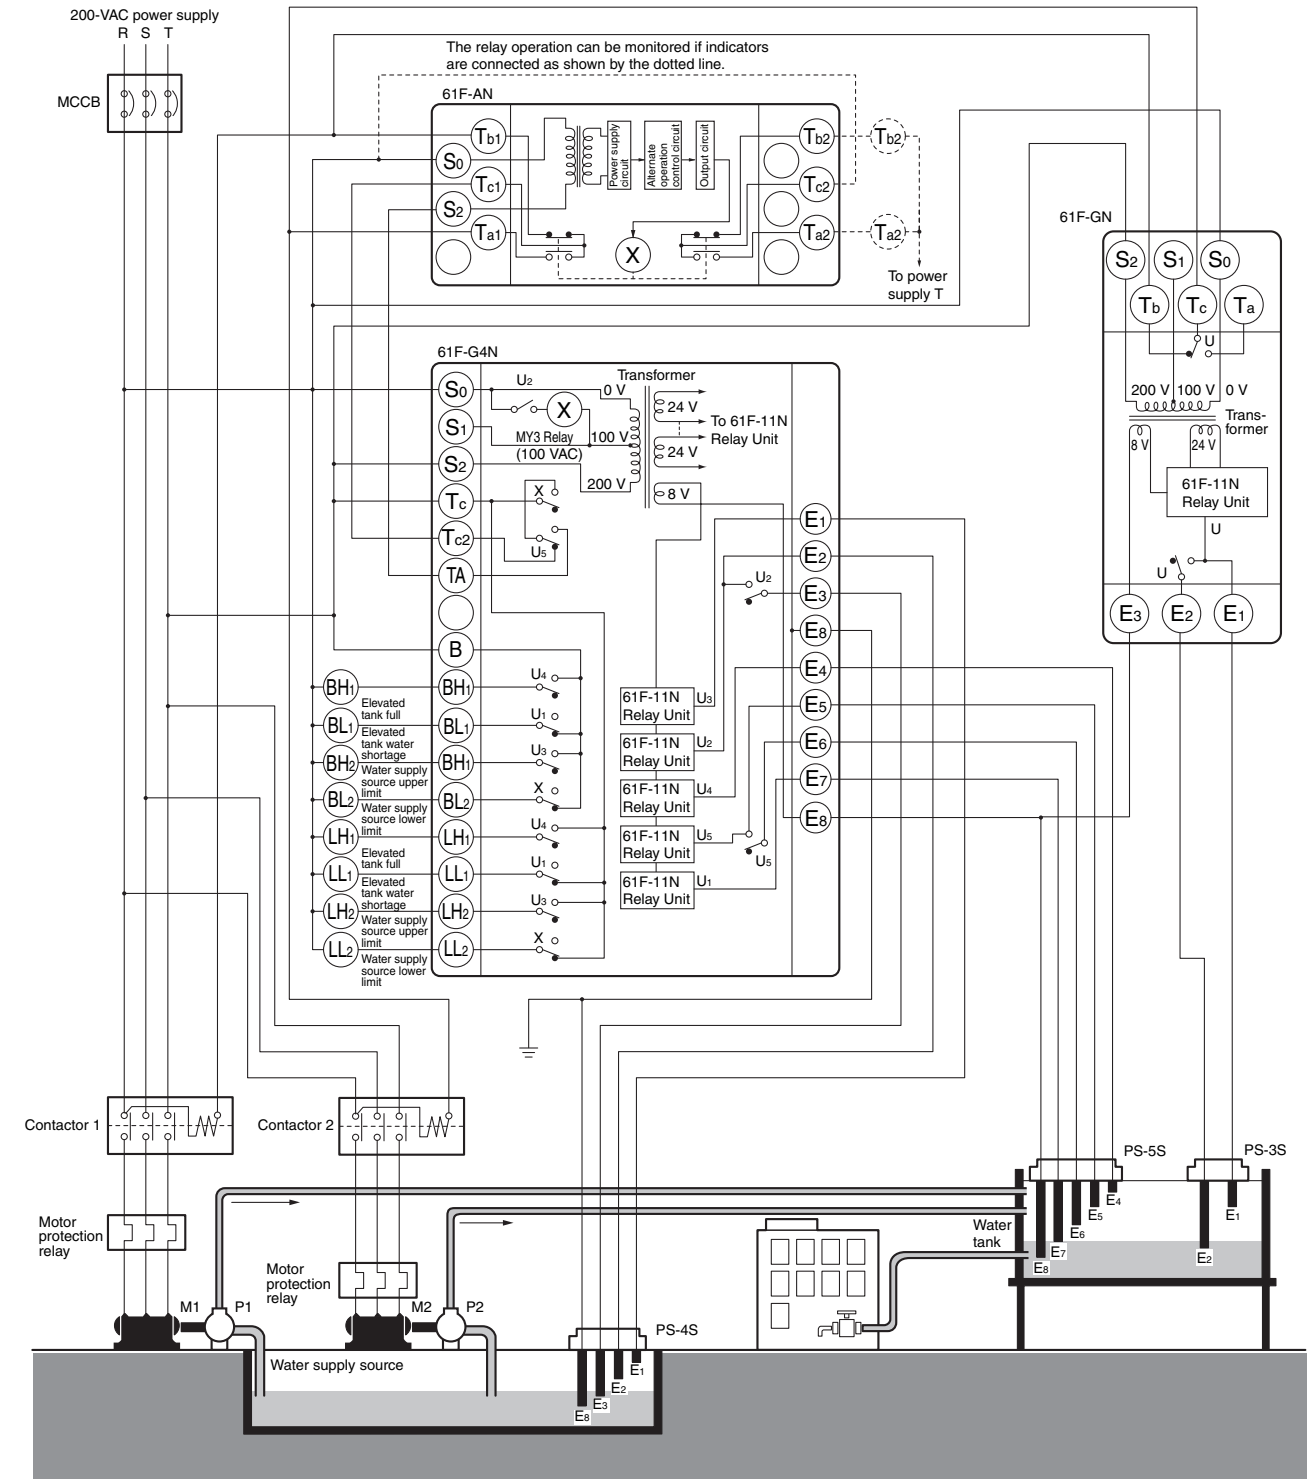 200-VAC power supply
R S T
MCCB
The relay operation can be monitored if indicators
are connected as shown by the dotted line.
61F-AN
Tb1
S0
Tc1
S2
Ta1
Power supply
circuit
Alternate
operation
control circuit
Output circuit
X
Tb2
Tc2
Ta2
Tb2
Ta2
To power
supply T
61F-GN
S2 S1 S0
Tb Tc Ta
U
200 V 100 V 0 V
Trans-
former
8 V 24 V
61F-11N
Relay Unit
U
U
E3 E2 E1
61F-G4N
S0
S1
S2
Tc
Tc2
TA
B
BH1
BL1
BH1
BL2
LH1
LL1
LH2
LL2
U2
X
MY3 Relay
(100 VAC)
Transformer
0 V
100 V
200 V
24 V
24 V
8 V
To 61F-11N
Relay Unit
X
U5
U4
U1
U3
X
U4
U1
U3
X
61F-11N
Relay Unit
U3
61F-11N
Relay Unit
U2
61F-11N
Relay Unit
U4
61F-11N
Relay Unit
U5
61F-11N
Relay Unit
U1
U2
U5
E1
E2
E3
E8
E4
E5
E6
E7
E8
BH1
Elevated
tank full
BL1
Elevated
tank water
shortage
BH2
Water supply
source upper
limit
BL2
Water supply
source lower
limit
LH1
Elevated
tank full
LL1
Elevated
tank water
shortage
LH2
Water supply
source upper
limit
LL2
Water supply
source lower
limit
Contactor 1
Contactor 2
Motor
protection
relay
Motor
protection
relay
M1 P1
M2 P2
Water supply source
PS-4S
E1
E2
E3
E8
Water
tank
PS-5S
E4
E5
E6
E7
E8
PS-3S
E1
E2